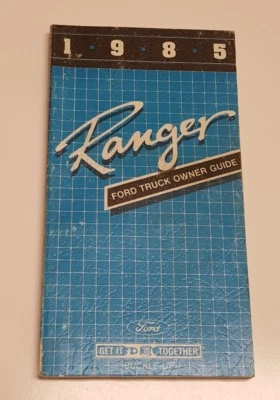 1 • 9 • 8 • 5
Ranger
FORD TRUCK OWNER GUIDE
Ford
GET IT TOGETHER
BUCKLE UP